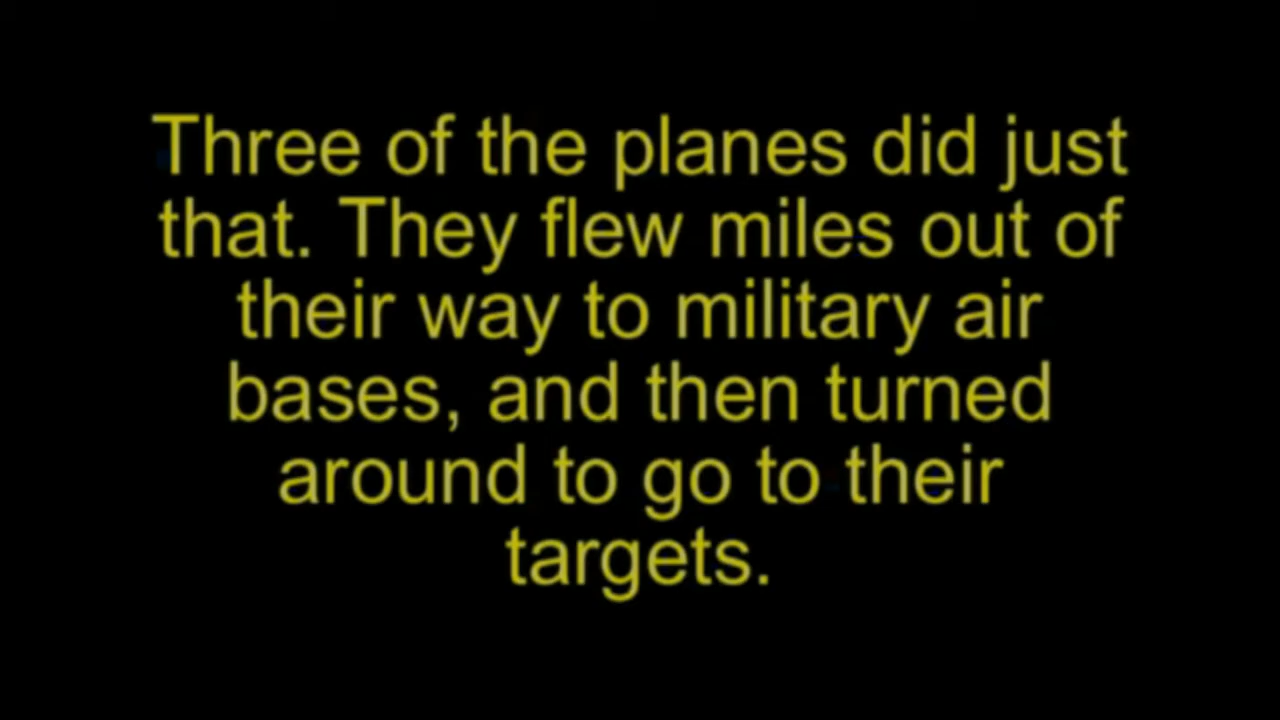 Three of the planes did just
that. They flew miles out of
their way to military air
bases, and then turned
around to go to their
targets.